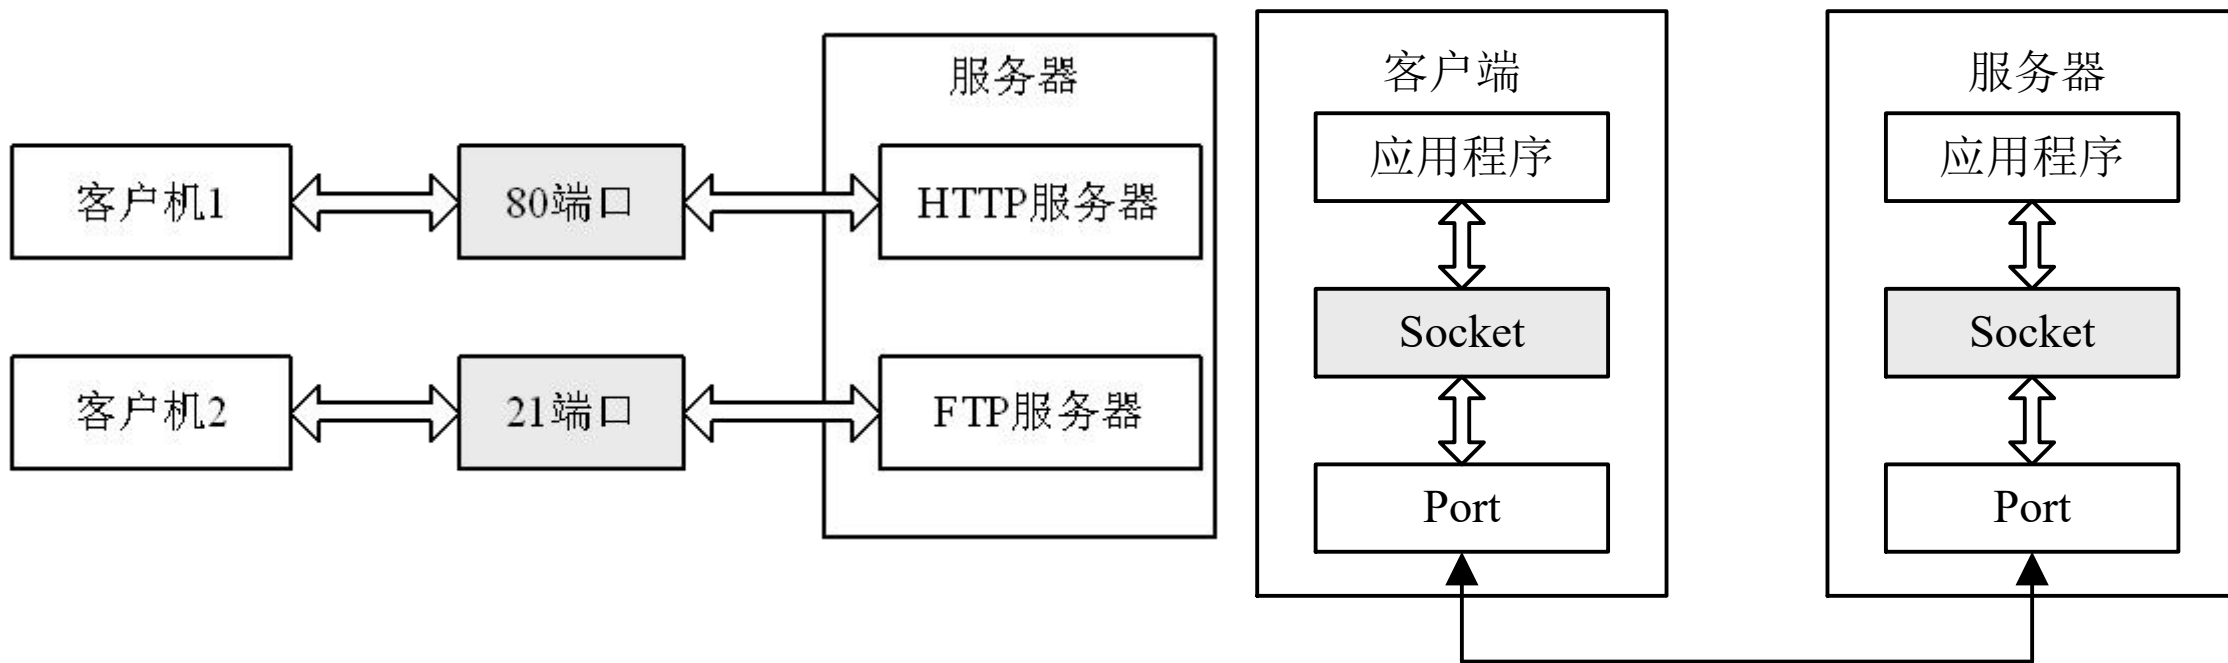 服务器
客户机1
80端口
HTTP服务器
客户机2
21端口
FTP服务器
客户端
应用程序
Socket
Port
服务器
应用程序
Socket
Port